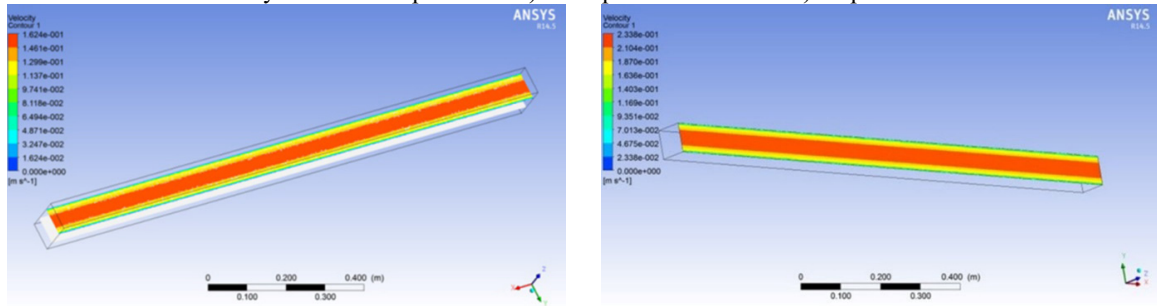 Velocity
Contour 1
1.624e-001
1.461e-001
1.299e-001
1.137e-001
9.741e-002
8.118e-002
6.494e-002
4.871e-002
3.247e-002
1.624e-002
0.000e+000
[m s^-1]
ANSYS
R14.5
0 0.200 0.400 (m)
0.100 0.300
X
Y
Z
Velocity
Contour 1
2.338e-001
2.104e-001
1.870e-001
1.636e-001
1.403e-001
1.169e-001
9.351e-002
7.013e-002
4.675e-002
2.338e-002
0.000e+000
[m s^-1]
ANSYS
R14.5
0 0.200 0.400 (m)
0.100 0.300
Y
Z
X